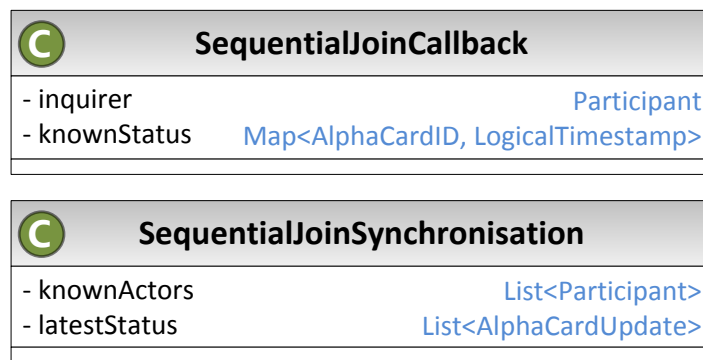 C SequentialJoinCallback
- inquirer Participant
- knownStatus Map<AlphaCardID, LogicalTimestamp>
C SequentialJoinSynchronisation
- knownActors List<Participant>
- latestStatus List<AlphaCardUpdate>